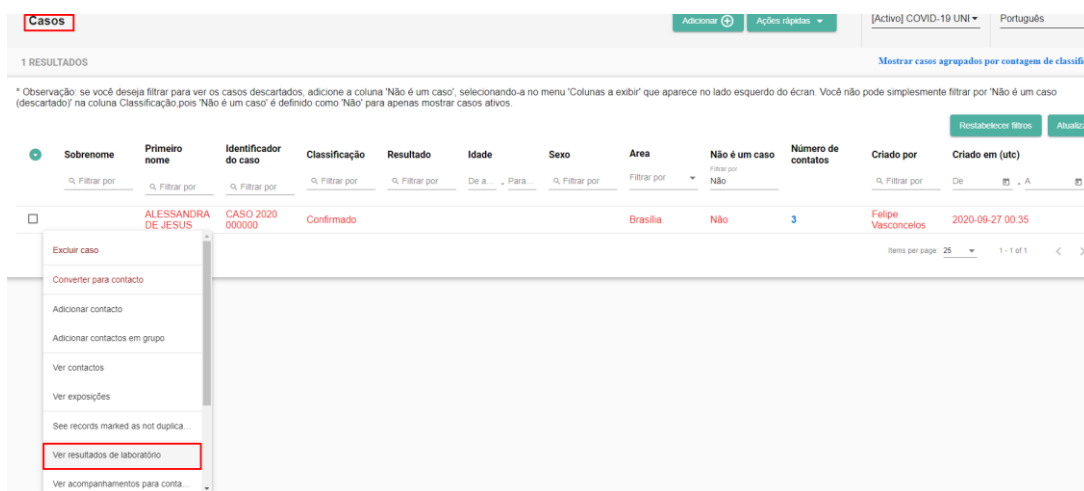 Casos
Adicionar
Ações rápidas
[Activo] COVID-19 UNI
Português
1 RESULTADOS
Mostrar casos agrupados por contagem de
* Observação: se você deseja filtrar para ver os casos descartados, adicione a coluna 'Não é um caso', selecionando-a no menu 'Colunas a exibir' que aparece no lado esquerdo do écran. Você não pode simplesmente filtrar por 'Não é um caso
(descartado)' na coluna Classificação,pois 'Não é um caso' é definido como 'Não' para apenas mostrar casos ativos.
Restabelecer filtros
Sobrenome
Primeiro
nome
Identificador
do caso
Classificação
Resultado
Idade
Sexo
Area
Não é um caso
Número de
contatos
Criado por
Criado em (utc)
Filtrar por
Filtrar por
Filtrar por
Filtrar por
Filtrar por
De a... Para...
Filtrar por
Filtrar por
Filtrar por
Não
Filtrar por
De
A
ALESSANDRA
DE JESUS
CASO 2020
000000
Confirmado
Brasília
Não
3
Felipe
Vasconcelos
2020-09-27 00:35
Items per page: 25
1 - 1 of 1
Excluir caso
Converter para contacto
Adicionar contacto
Adicionar contactos em grupo
Ver contactos
Ver exposições
See records marked as not duplica...
Ver resultados de laboratório
Ver acompanhamentos para conta...